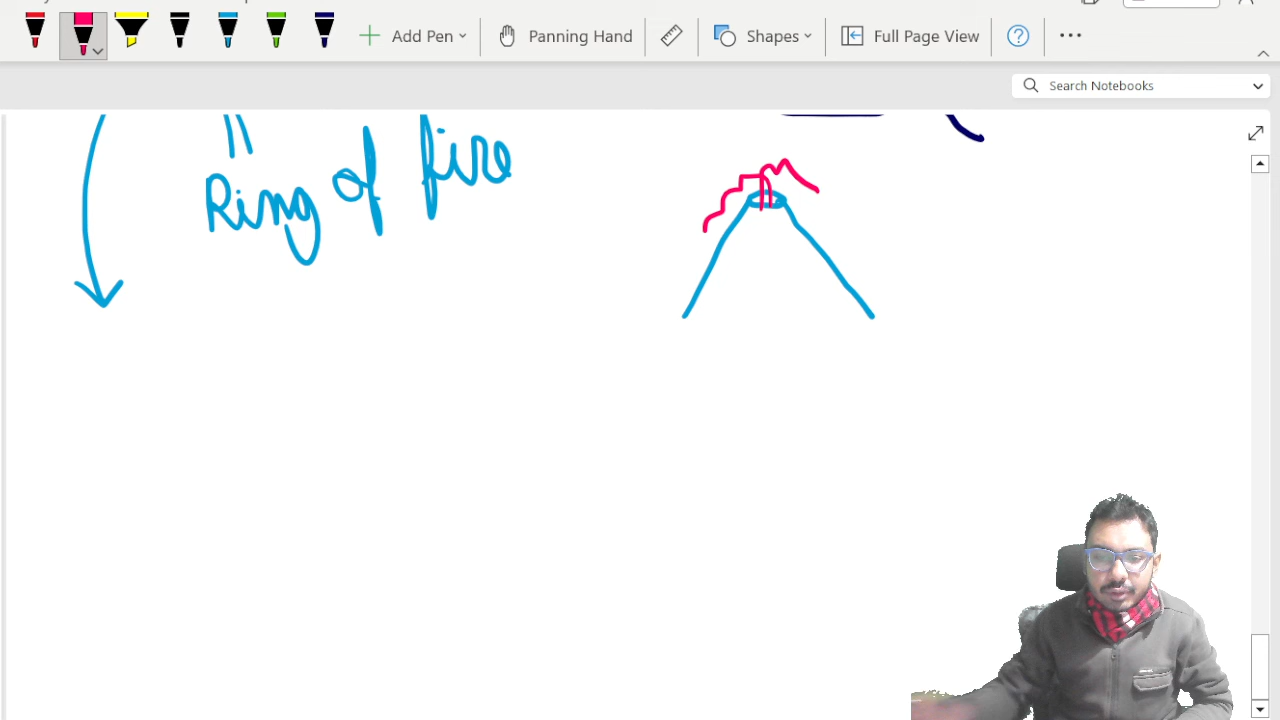 Add Pen
Panning Hand
Shapes
Full Page View
Search Notebooks
Ring of fire